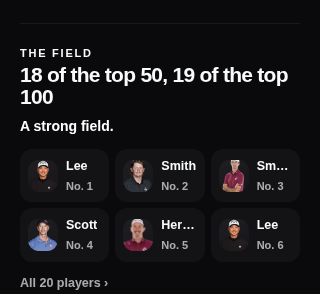 THE FIELD
18 of the top 50, 19 of the top
100
A strong field.
Lee
No. 1
Smith
No. 2
Sm...
No. 3
Scott
No. 4
Her...
No. 5
Lee
No. 6
All 20 players ›